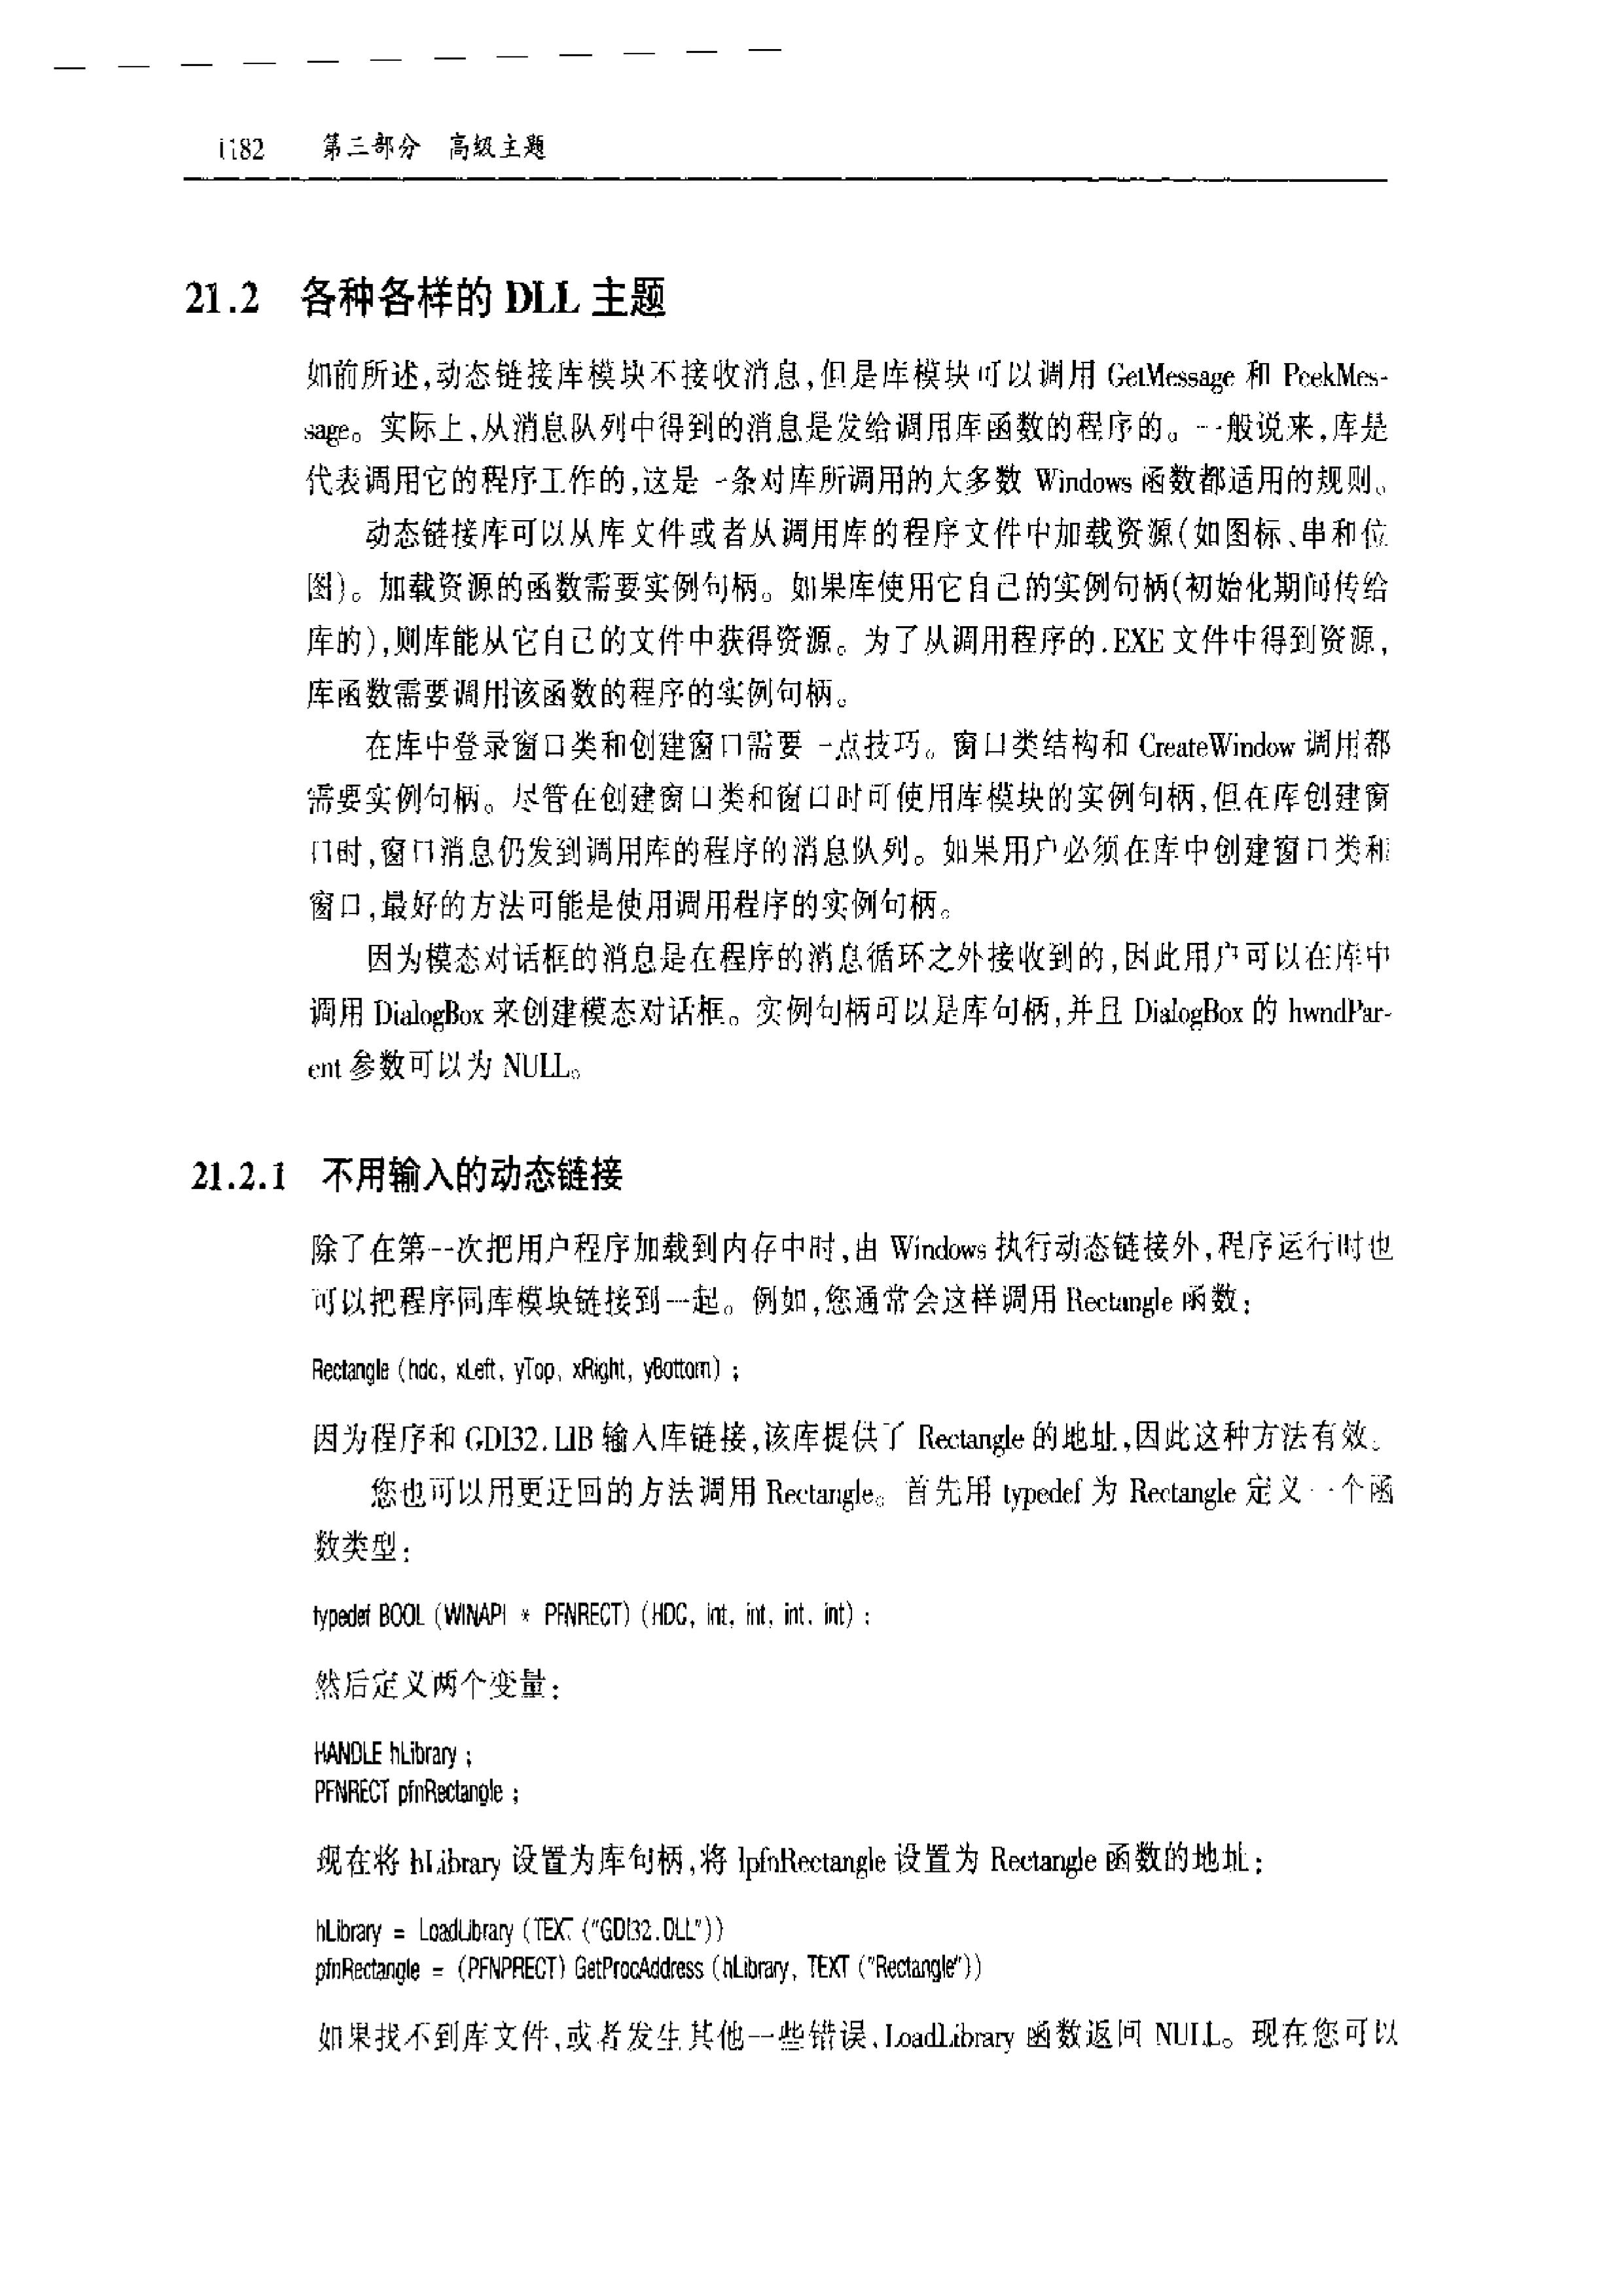 1182 第三部分 高级主题
21.2 各种各样的 DLL 主题
如前所述,动态链接库模块不接收消息,但是库模块可以调用 GetMessage 和 PeekMes-
sage。实际上,从消息队列中得到的消息是发给调用库函数的程序的。一般说来,库是
代表调用它的程序工作的,这是一条对库所调用的大多数 Windows 函数都适用的规则。
动态链接库可以从库文件或者从调用库的程序文件中加载资源(如图标、串和位
图)。加载资源的函数需要实例句柄。如果库使用它自己的实例句柄(初始化期间传给
库的),则库能从它自己的文件中获得资源。为了从调用程序的.EXE 文件中得到资源,
库函数需要调用该函数的程序的实例句柄。
在库中登录窗口类和创建窗口需要一点技巧。窗口类结构和 CreateWindow 调用都
需要实例句柄。尽管在创建窗口类和窗口时可使用库模块的实例句柄,但在库创建窗
口时,窗口消息仍发到调用库的程序的消息队列。如果用户必须在库中创建窗口类和
窗口,最好的方法可能是使用调用程序的实例句柄。
因为模态对话框的消息是在程序的消息循环之外接收到的,因此用户可以在库中
调用 DialogBox 来创建模态对话框。实例句柄可以是库句柄,并且 DialogBox 的 hwndPar-
ent 参数可以为 NULL。
21.2.1 不用输入的动态链接
除了在第一次把用户程序加载到内存中时,由 Windows 执行动态链接外,程序运行时也
可以把程序同库模块链接到一起。例如,您通常会这样调用 Rectangle 函数:
Rectangle (hdc, xLeft, yTop, xRight, yBottom) ;
因为程序和 GDI32.LIB 输入库链接,该库提供了 Rectangle 的地址,因此这种方法有效。
您也可以用更迂回的方法调用 Rectangle。首先用 typedef 为 Rectangle 定义一个函
数类型:
typedef BOOL (WINAPI * PFNRECT) (HDC, int, int, int, int) ;
然后定义两个变量:
HANDLE hLibrary ;
PFNRECT pfnRectangle ;
现在将 hLibrary 设置为库句柄,将 lpfnRectangle 设置为 Rectangle 函数的地址:
hLibrary = LoadLibrary (TEXT ("GDI32.DLL"))
pfnRectangle = (PFNPRECT) GetProcAddress (hLibrary, TEXT ("Rectangle"))
如果找不到库文件,或者发生其他一些错误,LoadLibrary 函数返回 NULL。现在您可以